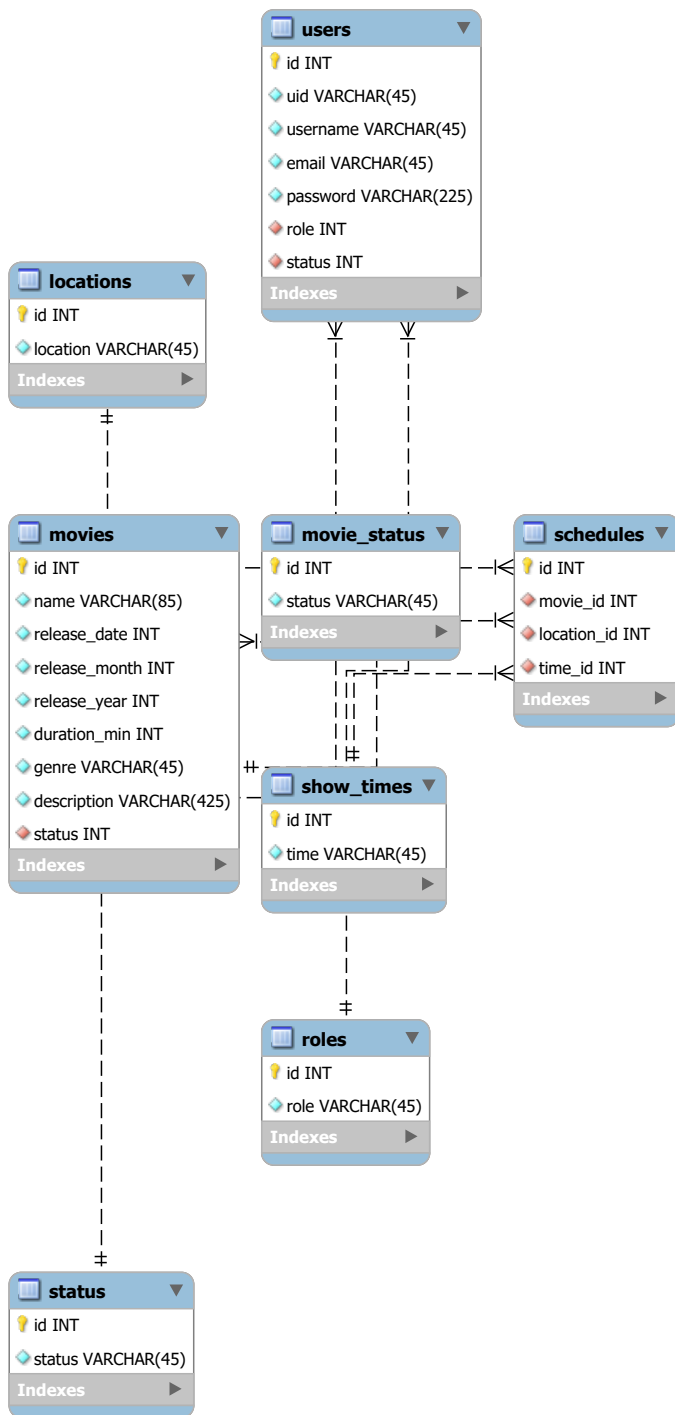 users
id INT
uid VARCHAR(45)
username VARCHAR(45)
email VARCHAR(45)
password VARCHAR(225)
role INT
status INT
Indexes
locations
id INT
location VARCHAR(45)
Indexes
movies
id INT
name VARCHAR(85)
release_date INT
release_month INT
release_year INT
duration_min INT
genre VARCHAR(45)
description VARCHAR(425)
status INT
Indexes
movie_status
id INT
status VARCHAR(45)
Indexes
schedules
id INT
movie_id INT
location_id INT
time_id INT
Indexes
show_times
id INT
time VARCHAR(45)
Indexes
roles
id INT
role VARCHAR(45)
Indexes
status
id INT
status VARCHAR(45)
Indexes